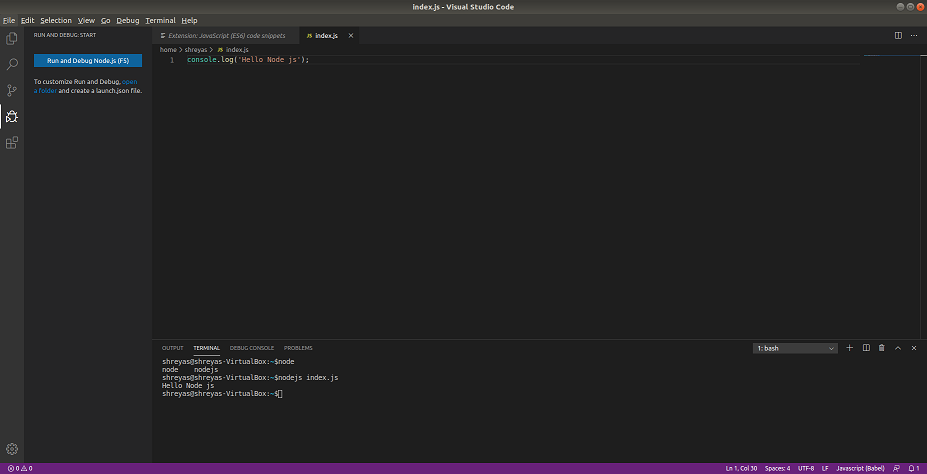 index.js - Visual Studio Code
File Edit Selection View Go Debug Terminal Help
RUN AND DEBUG: START
Run and Debug Node.js (F5)
To customize Run and Debug, open
a folder and create a launch.json file.
Extension: JavaScript (ES6) code snippets
JS index.js
home > shreyas > JS index.js
1 console.log('Hello Node js');
OUTPUT TERMINAL DEBUG CONSOLE PROBLEMS
1: bash
shreyas@shreyas-VirtualBox:~$node
node nodejs
shreyas@shreyas-VirtualBox:~$nodejs index.js
Hello Node js
shreyas@shreyas-VirtualBox:~$
0 0
Ln 1, Col 30 Spaces: 4 UTF-8 LF Javascript (Babel) 1